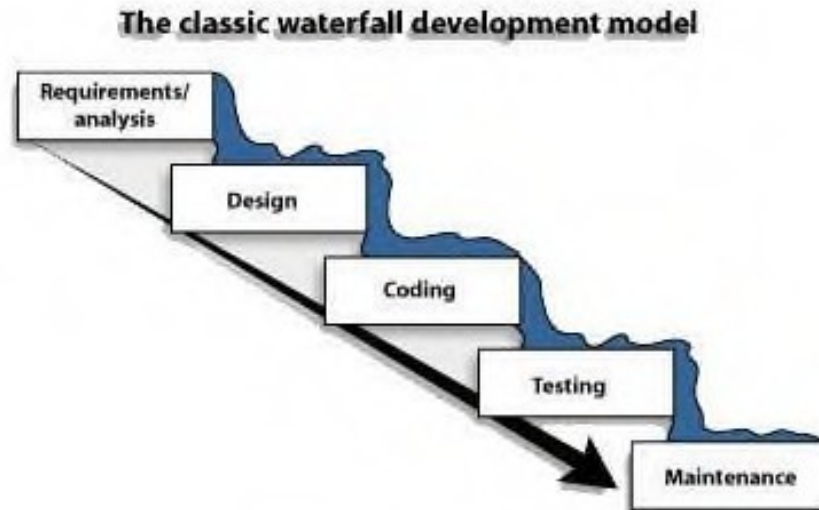 The classic waterfall development model
Requirements/
analysis
Design
Coding
Testing
Maintenance